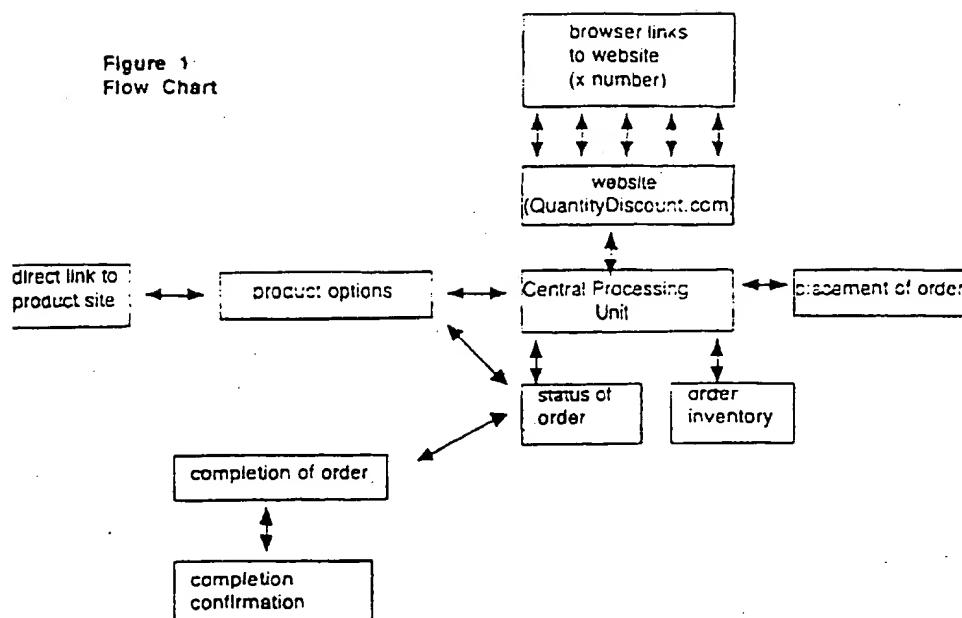 Figure 1
Flow Chart
browser links
to website
(x number)
website
(QuantityDiscount.com
direct link to
product site
product options
Central Processing
Unit
placement of order
status of
order
order
inventory
completion of order
completion
confirmation